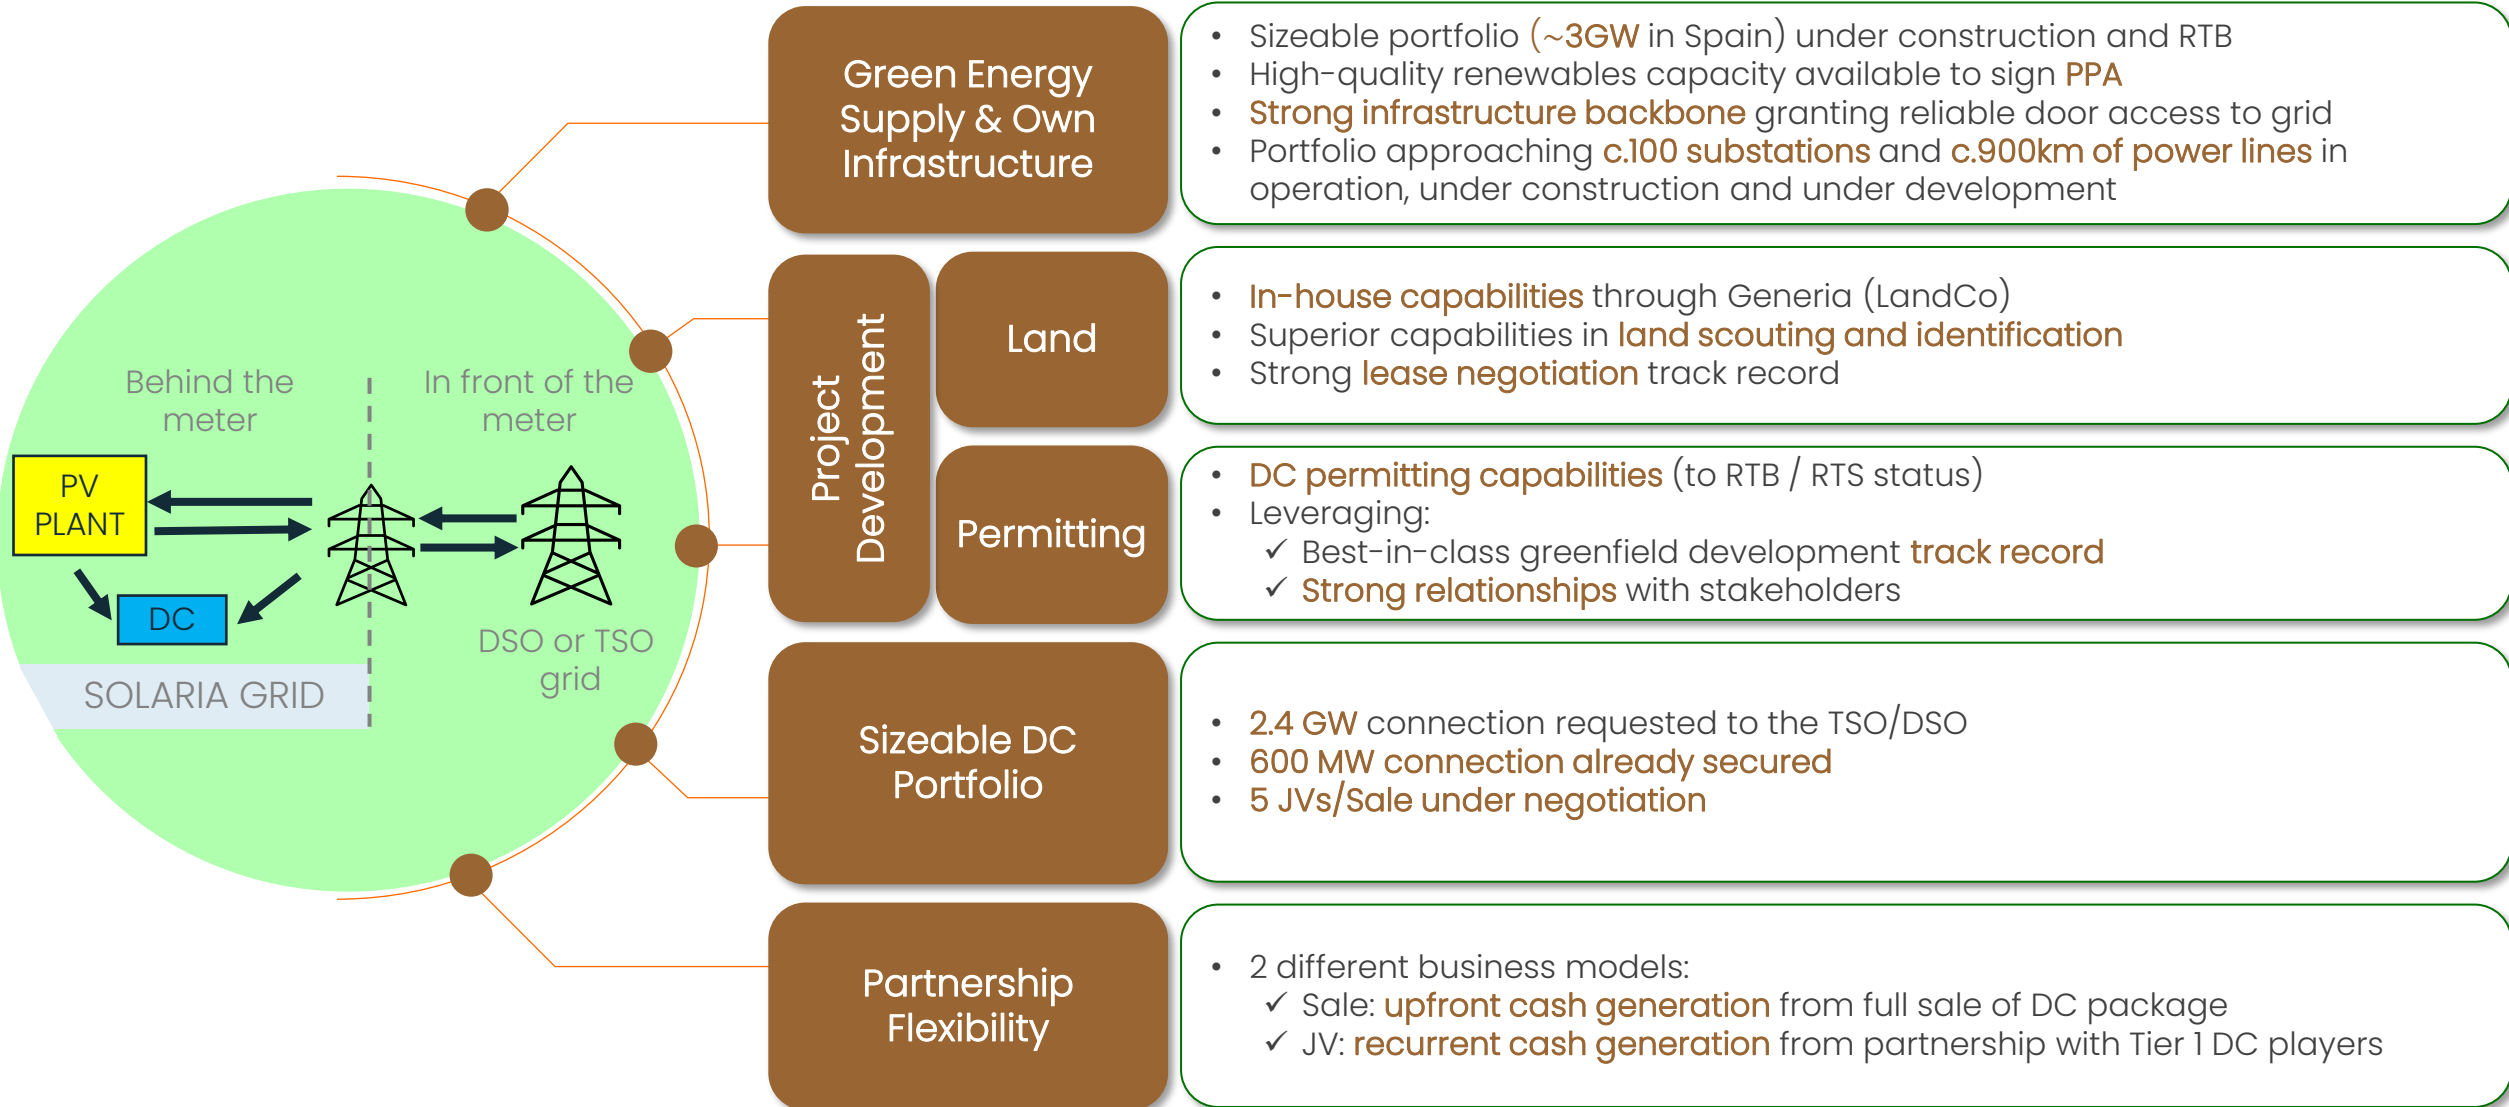 Behind the
meter
In front of the
meter
PV
PLANT
DC
DSO or TSO
grid
SOLARIA GRID
Green Energy
Supply & Own
Infrastructure
• Sizeable portfolio (~3GW in Spain) under construction and RTB
• High-quality renewables capacity available to sign PPA
• Strong infrastructure backbone granting reliable door access to grid
• Portfolio approaching c.100 substations and c.900km of power lines in
operation, under construction and under development
Project
Development
Land
• In-house capabilities through Generia (LandCo)
• Superior capabilities in land scouting and identification
• Strong lease negotiation track record
Permitting
• DC permitting capabilities (to RTB / RTS status)
• Leveraging:
✓ Best-in-class greenfield development track record
✓ Strong relationships with stakeholders
Sizeable DC
Portfolio
• 2.4 GW connection requested to the TSO/DSO
• 600 MW connection already secured
• 5 JVs/Sale under negotiation
Partnership
Flexibility
• 2 different business models:
✓ Sale: upfront cash generation from full sale of DC package
✓ JV: recurrent cash generation from partnership with Tier 1 DC players